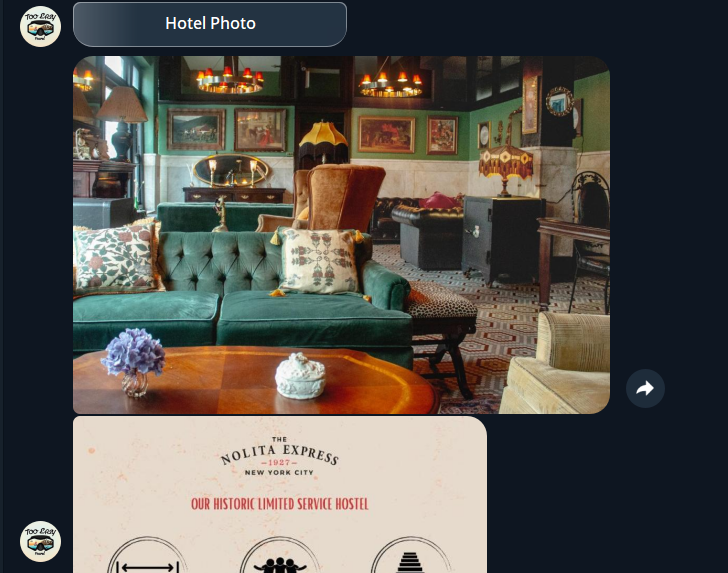 TOO EASY
Travel
Hotel Photo
THE
NOLITA EXPRESS
—1927—
NEW YORK CITY
OUR HISTORIC LIMITED SERVICE HOSTEL
TOO EASY
Travel